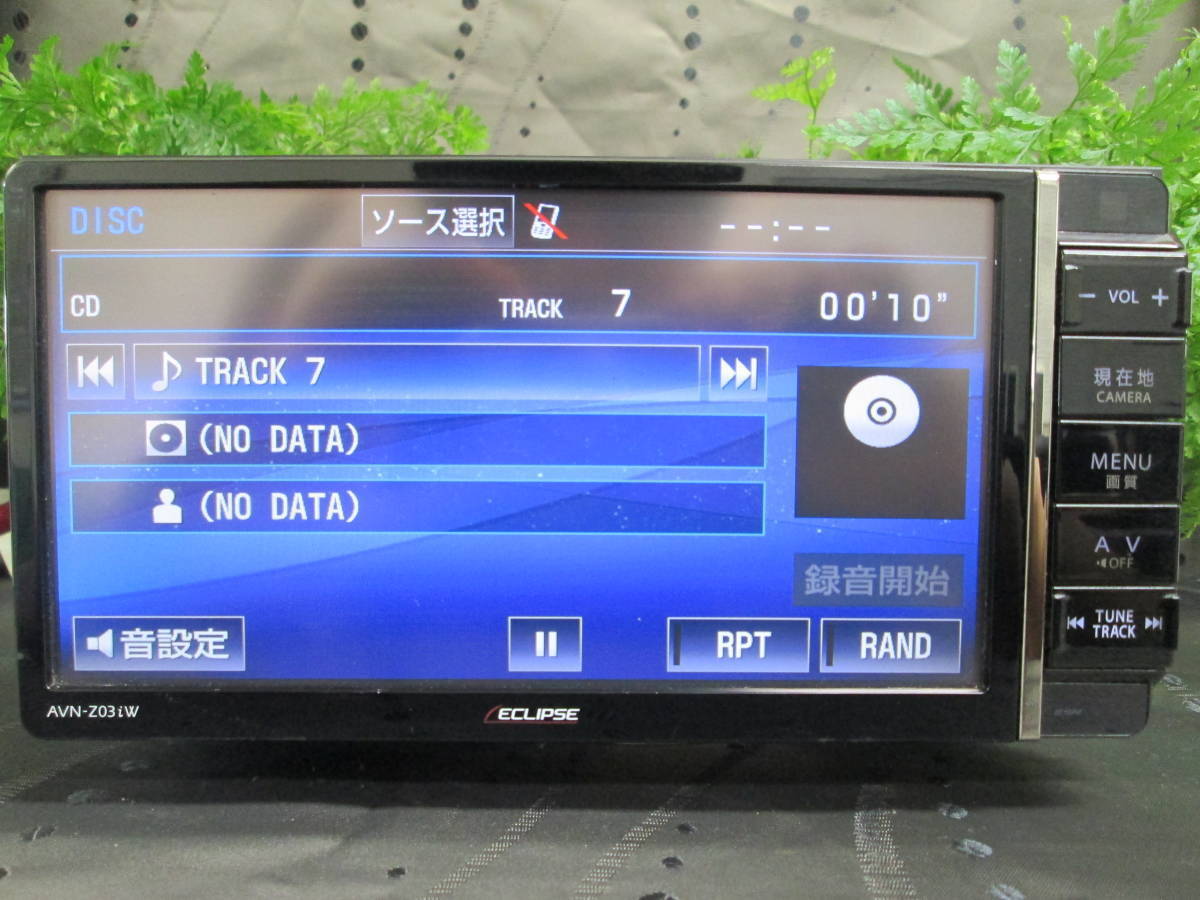 DISC ソース選択 --:--
CD TRACK 7 00'10"
TRACK 7
(NO DATA)
(NO DATA)
録音開始
音設定 RPT RAND
AVN-Z03iW ECLIPSE
− VOL +
現在地
CAMERA
MENU
画質
A V
OFF
TUNE
TRACK